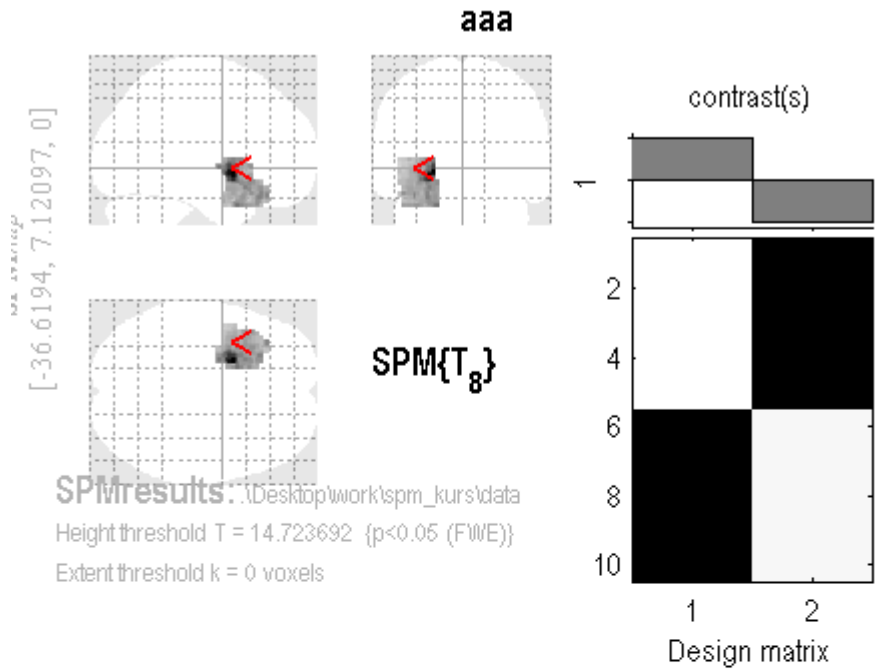 aaa
[-36.6194, 7.12097, 0]
SPM{T8}
SPMresults: .\Desktop\work\spm_kurs\data
Height threshold T = 14.723692 {p<0.05 (FWE)}
Extent threshold k = 0 voxels
contrast(s)
1
2
4
6
8
10
1 2
Design matrix